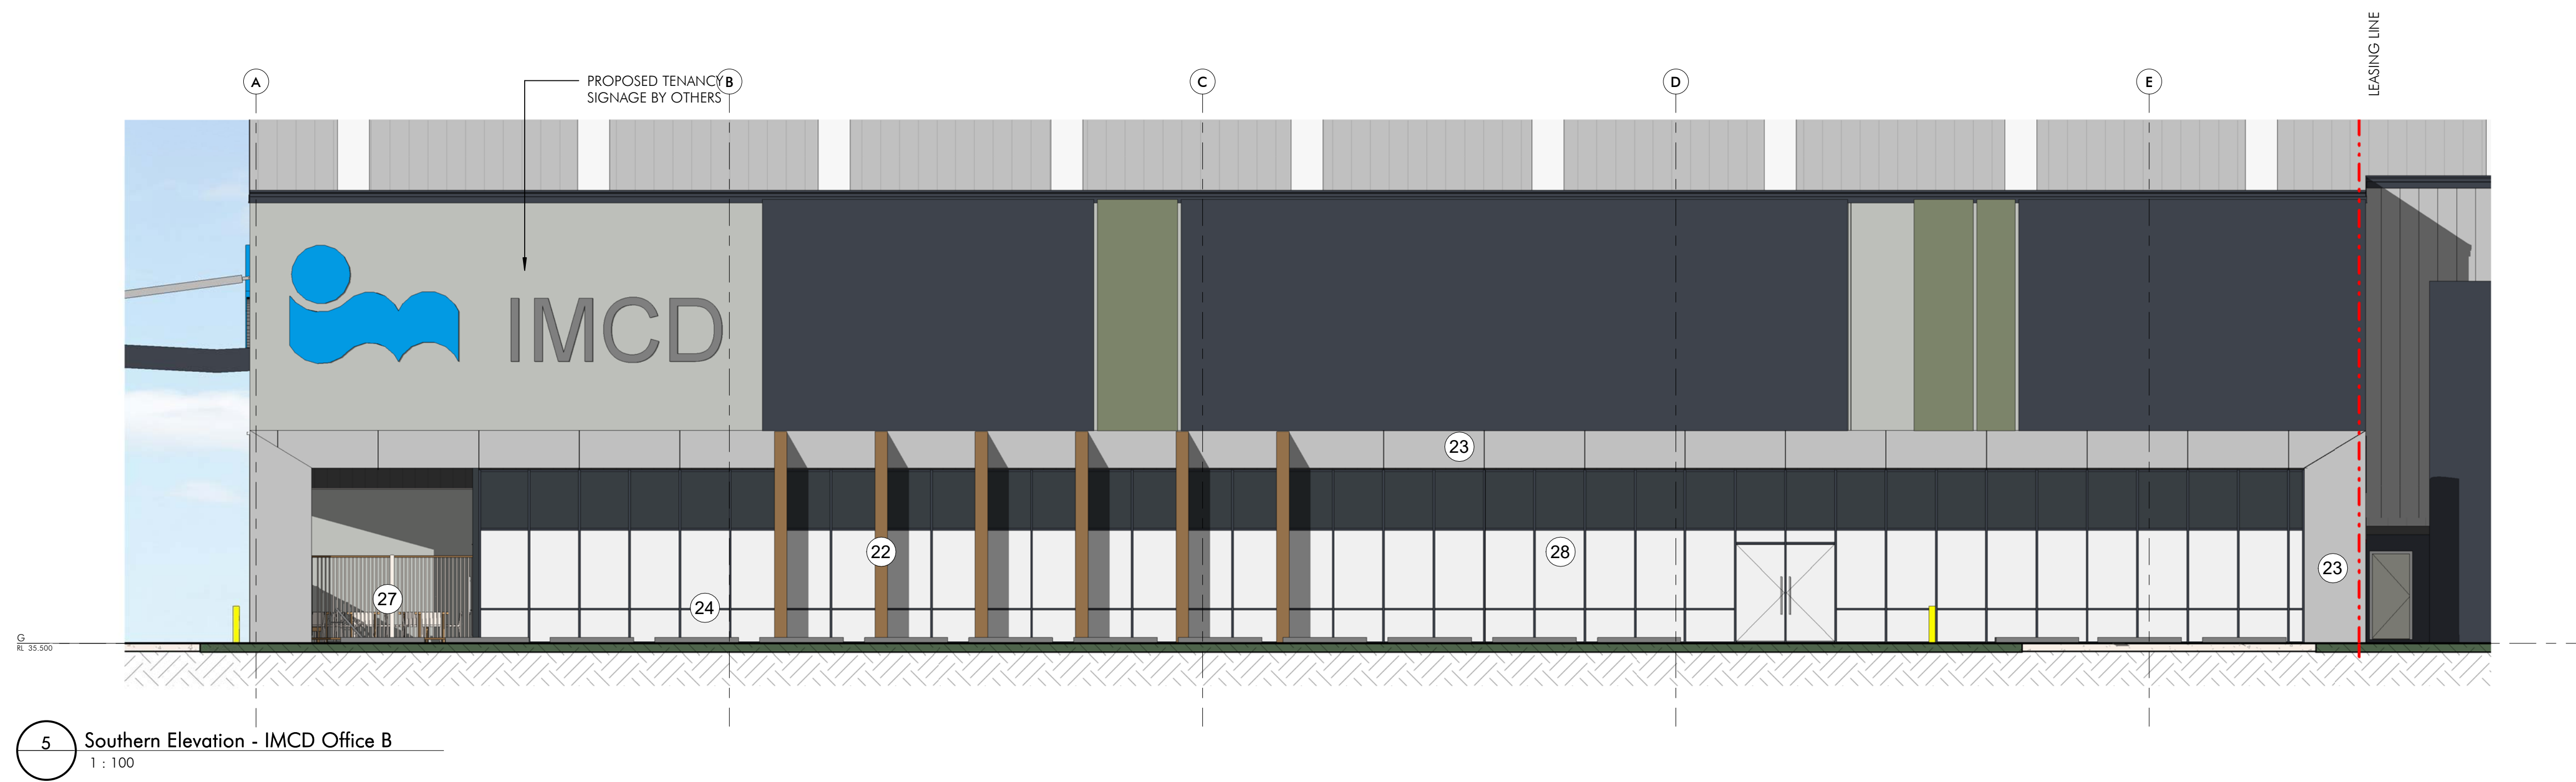 LEASING LINE
A
PROPOSED TENANCY
SIGNAGE BY OTHERS
B
C
D
E
IMCD
23
22
28
23
27
24
G
RL 35.500
5
Southern Elevation - IMCD Office B
1 : 100